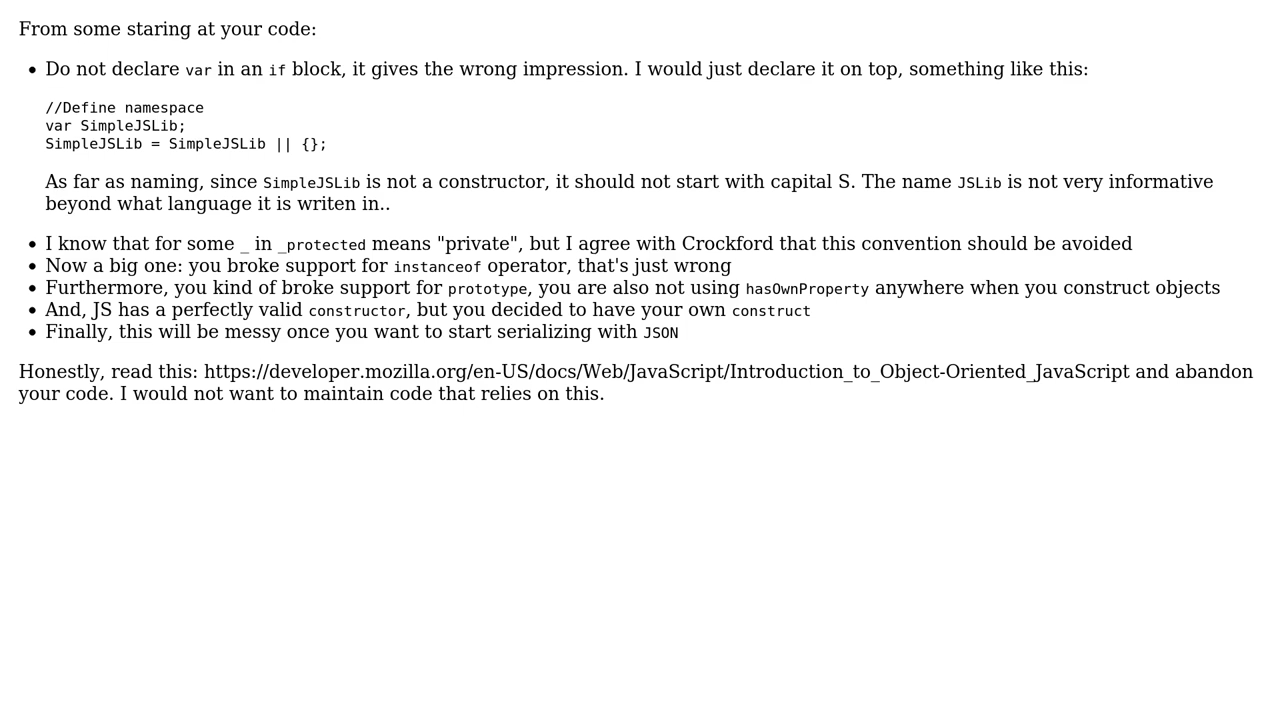 From some staring at your code:
Do not declare var in an if block, it gives the wrong impression. I would just declare it on top, something like this:
//Define namespace
var SimpleJSLib;
SimpleJSLib = SimpleJSLib || {};
As far as naming, since SimpleJSLib is not a constructor, it should not start with capital S. The name JSLib is not very informative
beyond what language it is writen in..
I know that for some _ in _protected means "private", but I agree with Crockford that this convention should be avoided
Now a big one: you broke support for instanceof operator, that's just wrong
Furthermore, you kind of broke support for prototype, you are also not using hasOwnProperty anywhere when you construct objects
And, JS has a perfectly valid constructor, but you decided to have your own construct
Finally, this will be messy once you want to start serializing with JSON
Honestly, read this: https://developer.mozilla.org/en-US/docs/Web/JavaScript/Introduction_to_Object-Oriented_JavaScript and abandon
your code. I would not want to maintain code that relies on this.